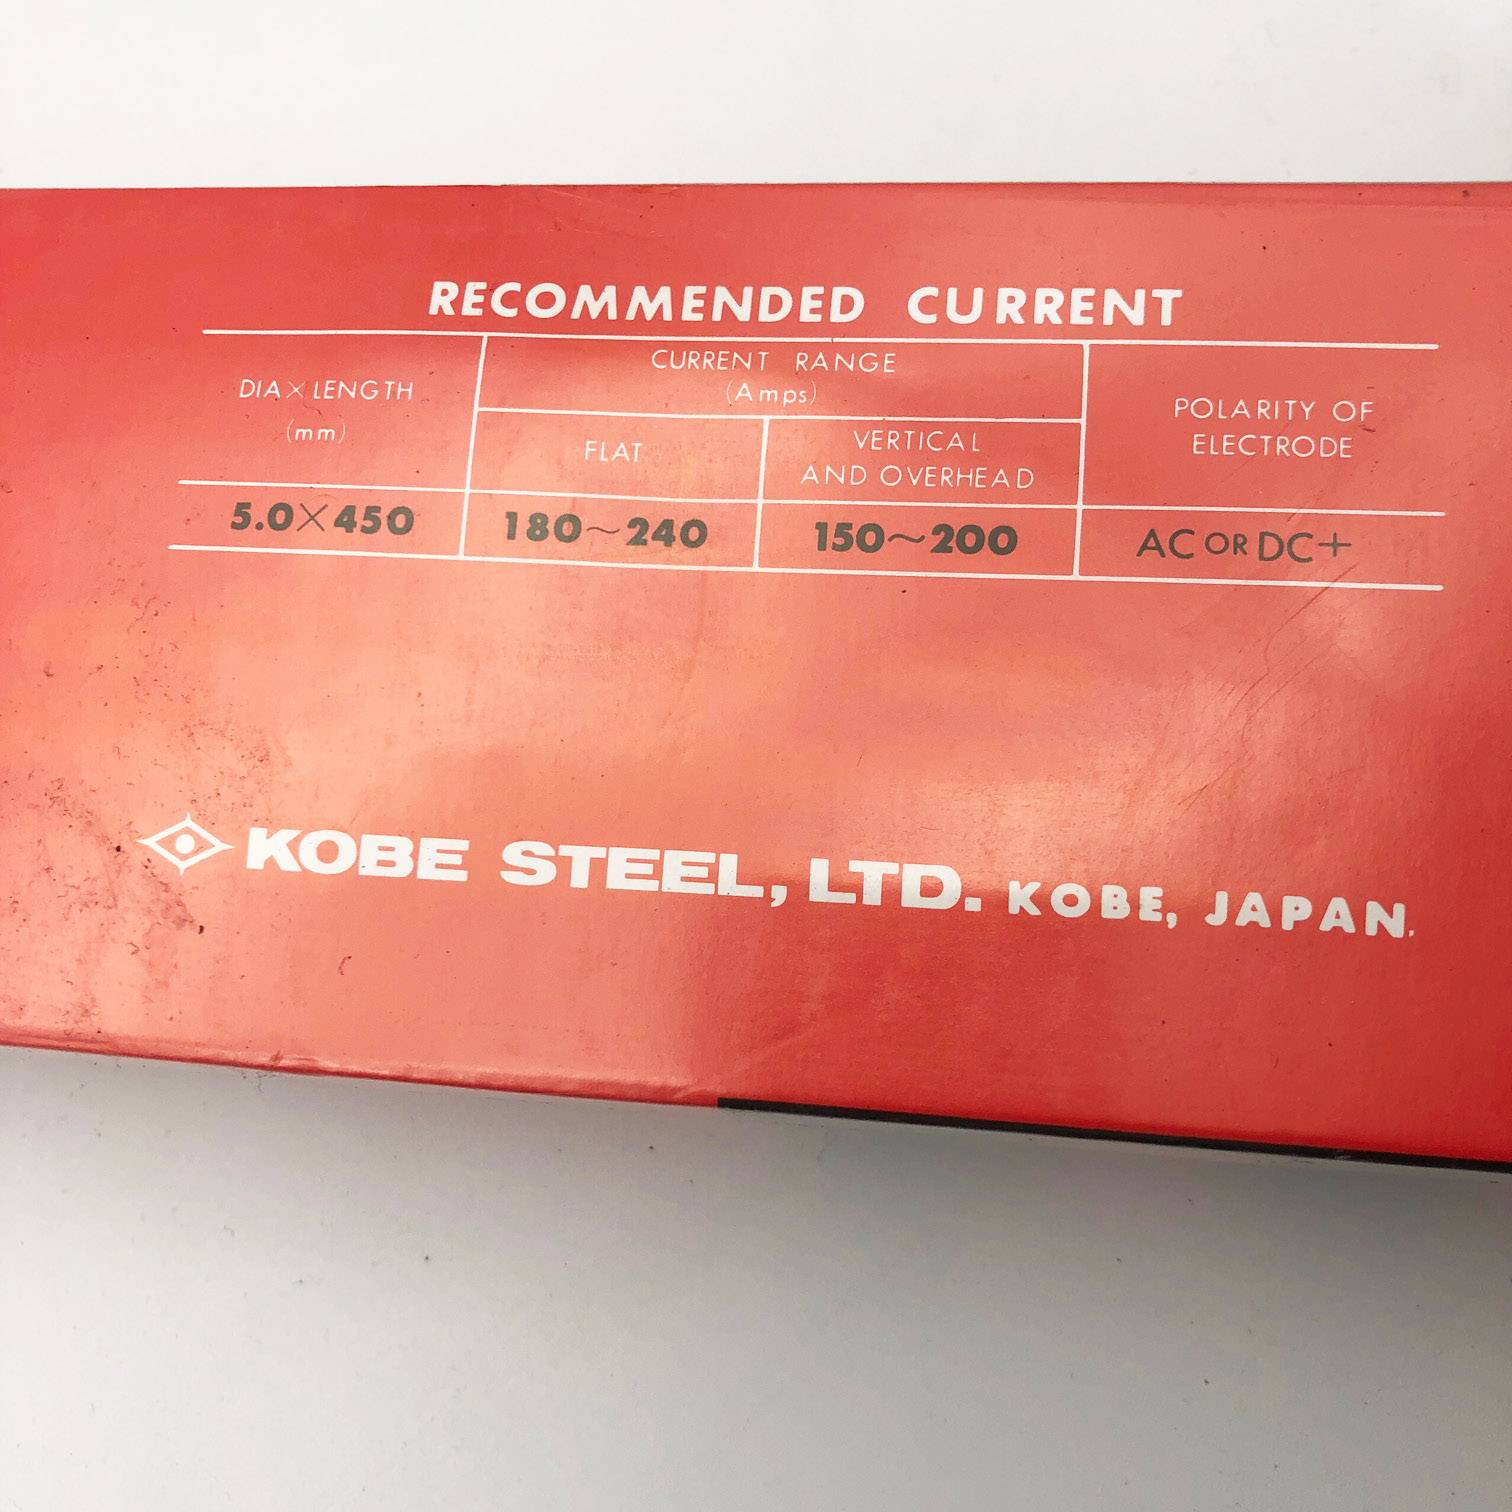 RECOMMENDED CURRENT
DIA×LENGTH
(mm)
CURRENT RANGE
(Amps)
FLAT
VERTICAL
AND OVERHEAD
POLARITY OF
ELECTRODE
5.0×450
180~240
150~200
AC OR DC+
KOBE STEEL, LTD. KOBE, JAPAN.